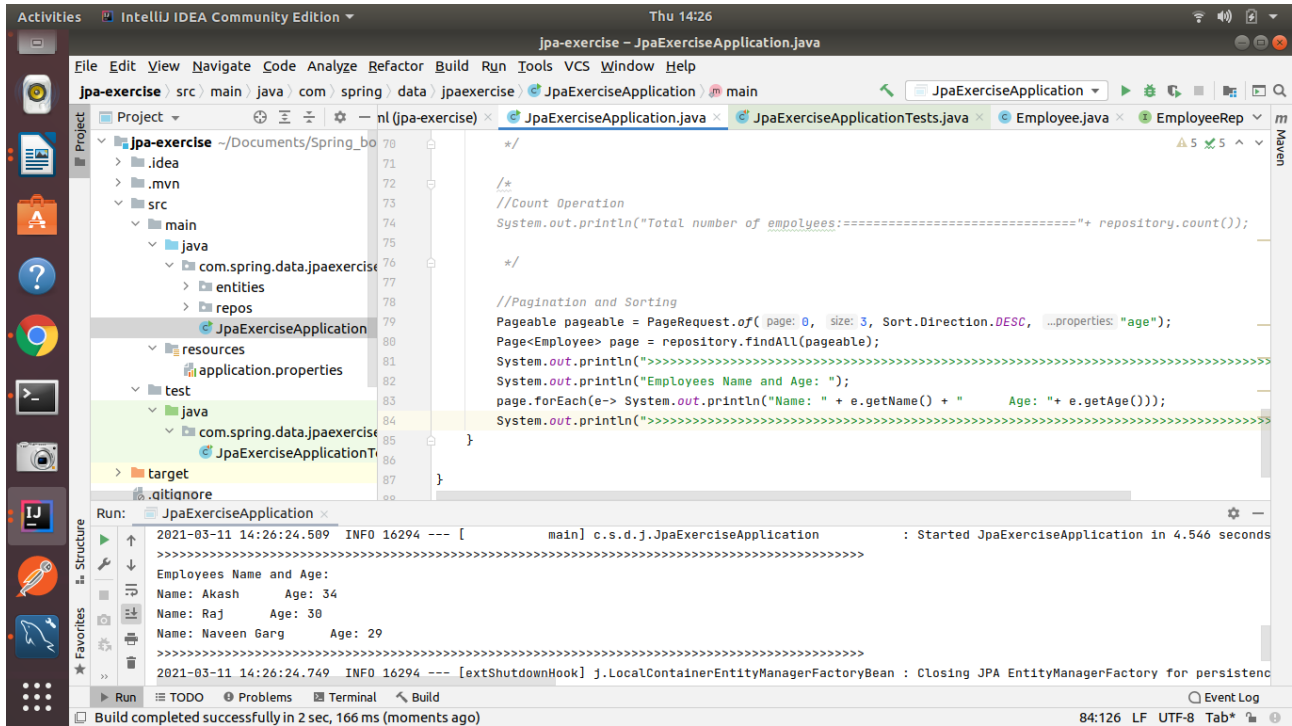 Activities IntelliJ IDEA Community Edition Thu 14:26
jpa-exercise – JpaExerciseApplication.java
File Edit View Navigate Code Analyze Refactor Build Run Tools VCS Window Help
jpa-exercise src main java com spring data jpaexercise JpaExerciseApplication main JpaExerciseApplication
Project nl (jpa-exercise) JpaExerciseApplication.java JpaExerciseApplicationTests.java Employee.java EmployeeRep
Project
Maven
Structure
Favorites
jpa-exercise ~/Documents/Spring_bo
.idea
.mvn
src
main
java
com.spring.data.jpaexercise
entities
repos
JpaExerciseApplication
resources
application.properties
test
java
com.spring.data.jpaexercise
JpaExerciseApplicationT
target
.gitignore
5 5
70 */
71
72 /*
73 //Count Operation
74 System.out.println("Total number of empolyees:==============================="+ repository.count());
75
76 */
77
78 //Pagination and Sorting
79 Pageable pageable = PageRequest.of( page: 0, size: 3, Sort.Direction.DESC, ...properties: "age");
80 Page<Employee> page = repository.findAll(pageable);
81 System.out.println(">>>>>>>>>>>>>>>>>>>>>>>>>>>>>>>>>>>>>>>>>>>>>>>>>>>>>>>>>>>>>>>>>>>>>>>>>>>>>>>>>>>
82 System.out.println("Employees Name and Age: ");
83 page.forEach(e-> System.out.println("Name: " + e.getName() + "      Age: "+ e.getAge()));
84 System.out.println(">>>>>>>>>>>>>>>>>>>>>>>>>>>>>>>>>>>>>>>>>>>>>>>>>>>>>>>>>>>>>>>>>>>>>>>>>>>>>>>>>>>
85 }
86
87 }
88
Run: JpaExerciseApplication
2021-03-11 14:26:24.509 INFO 16294 --- [ main] c.s.d.j.JpaExerciseApplication : Started JpaExerciseApplication in 4.546 seconds
>>>>>>>>>>>>>>>>>>>>>>>>>>>>>>>>>>>>>>>>>>>>>>>>>>>>>>>>>>>>>>>>>>>>>>>>>>>>>>>>>>>>>>>>>>>>>>
Employees Name and Age:
Name: Akash      Age: 34
Name: Raj      Age: 30
Name: Naveen Garg      Age: 29
>>>>>>>>>>>>>>>>>>>>>>>>>>>>>>>>>>>>>>>>>>>>>>>>>>>>>>>>>>>>>>>>>>>>>>>>>>>>>>>>>>>>>>>>>>>>>>
2021-03-11 14:26:24.749 INFO 16294 --- [extShutdownHook] j.LocalContainerEntityManagerFactoryBean : Closing JPA EntityManagerFactory for persistenc
Run TODO Problems Terminal Build Event Log
Build completed successfully in 2 sec, 166 ms (moments ago) 84:126 LF UTF-8 Tab*